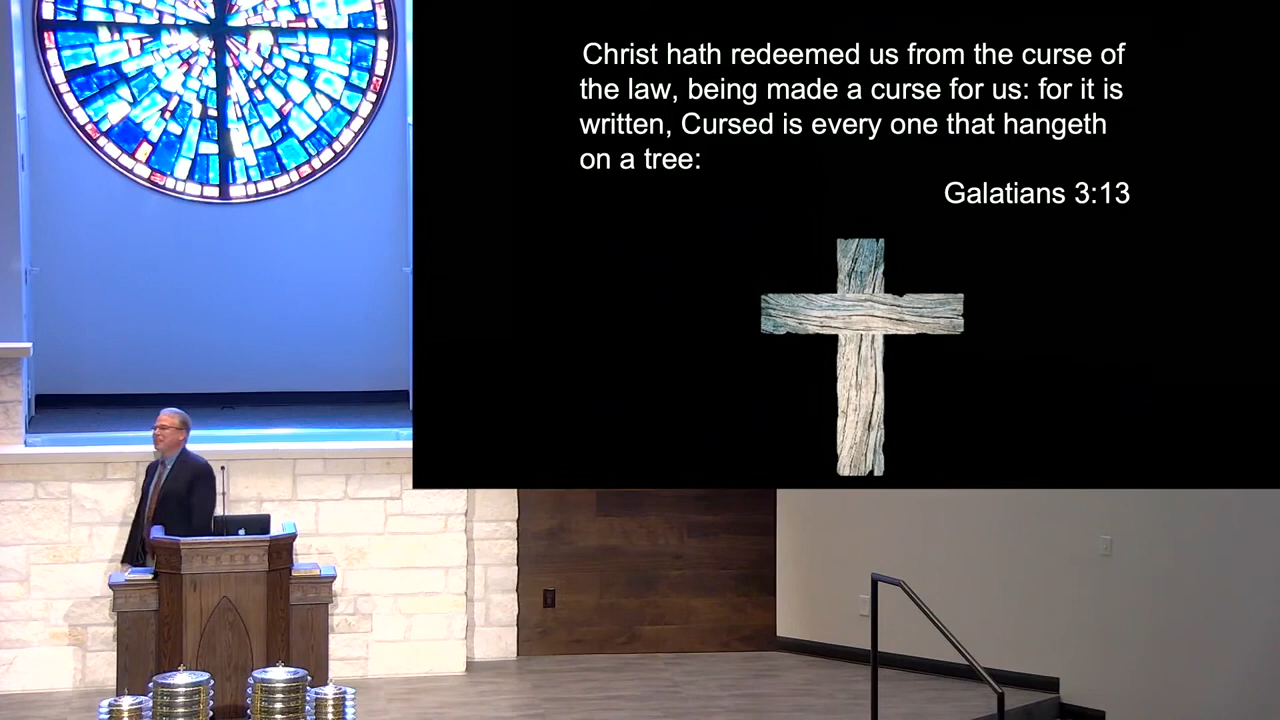 Christ hath redeemed us from the curse of
the law, being made a curse for us: for it is
written, Cursed is every one that hangeth
on a tree:
Galatians 3:13